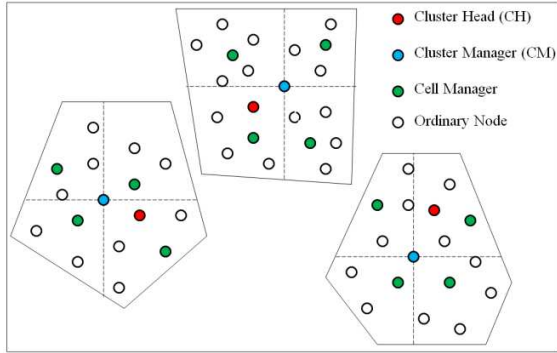 Cluster Head (CH)
Cluster Manager (CM)
Cell Manager
Ordinary Node